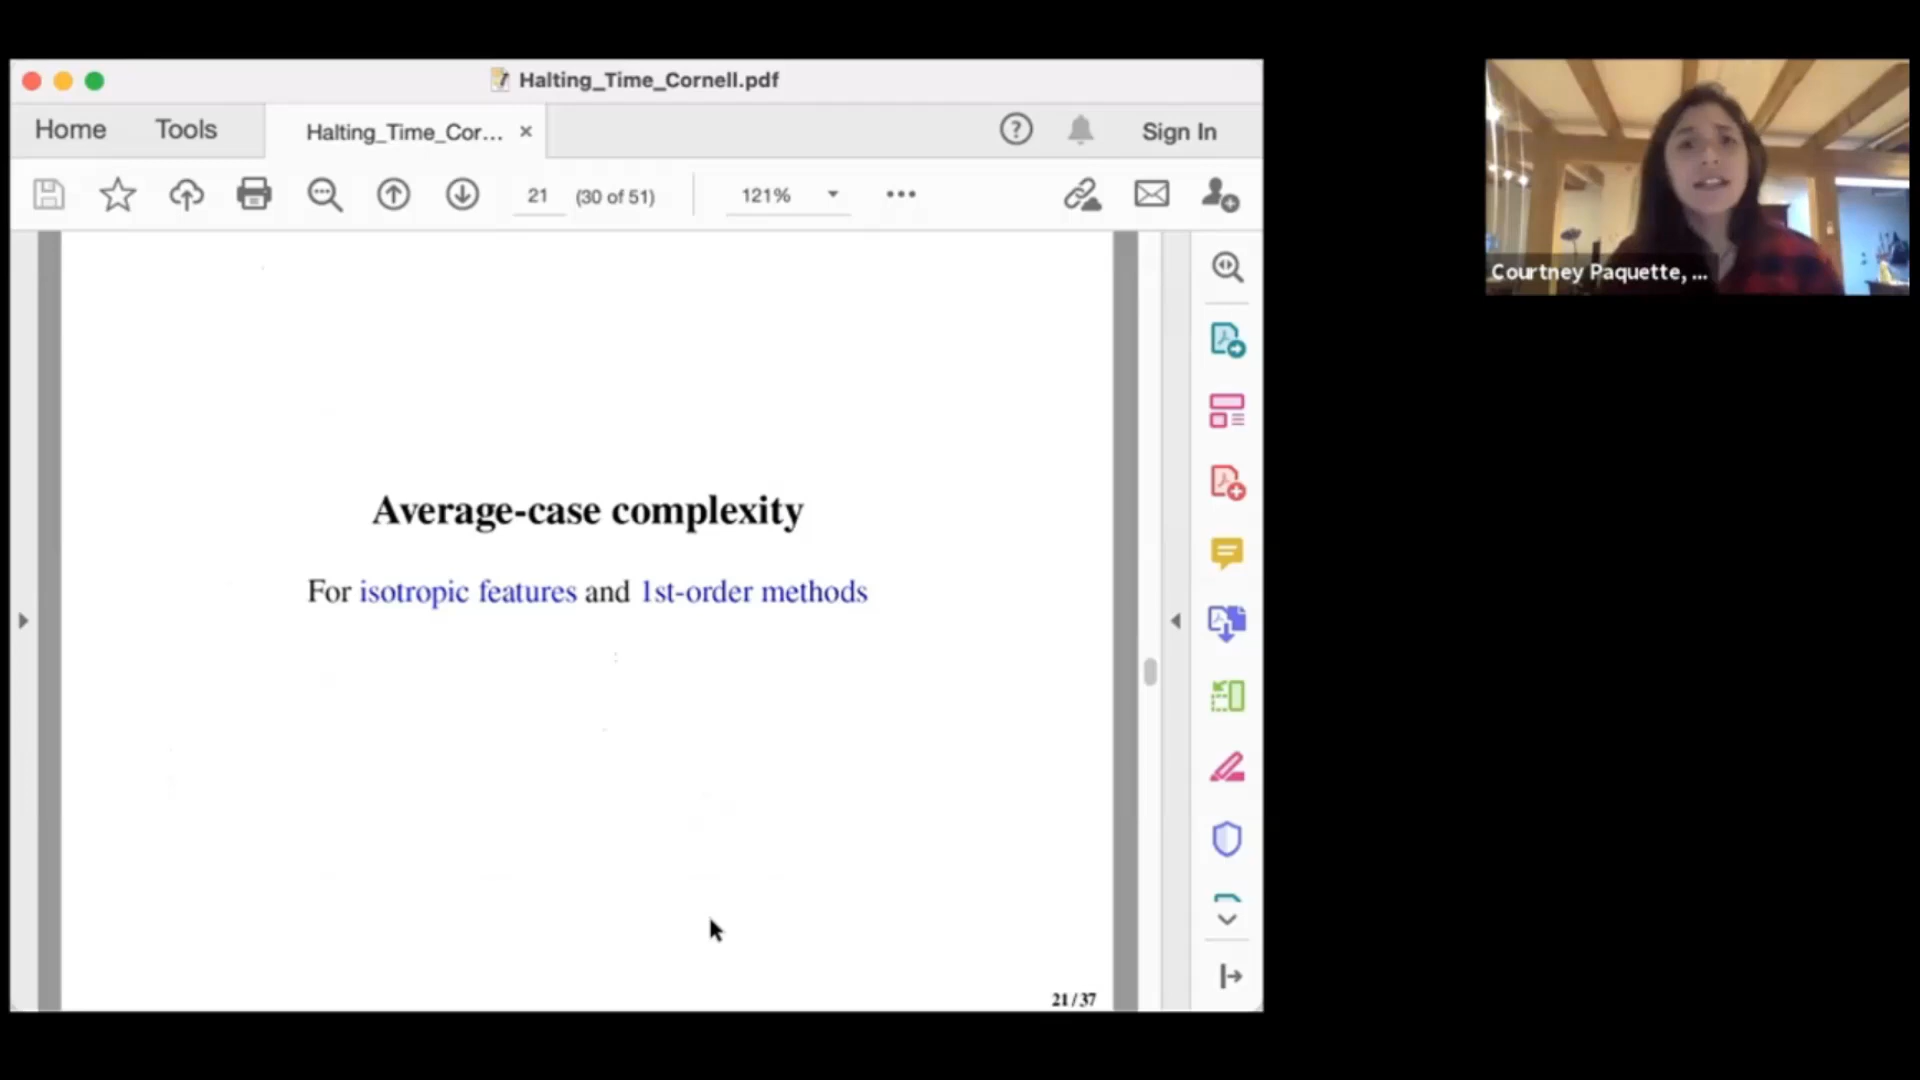 Halting_Time_Cornell.pdf
Home Tools Halting_Time_Cor... × ? Sign In
21 (30 of 51) 121%
Courtney Paquette, ...
Average-case complexity
For isotropic features and 1st-order methods
21 / 37